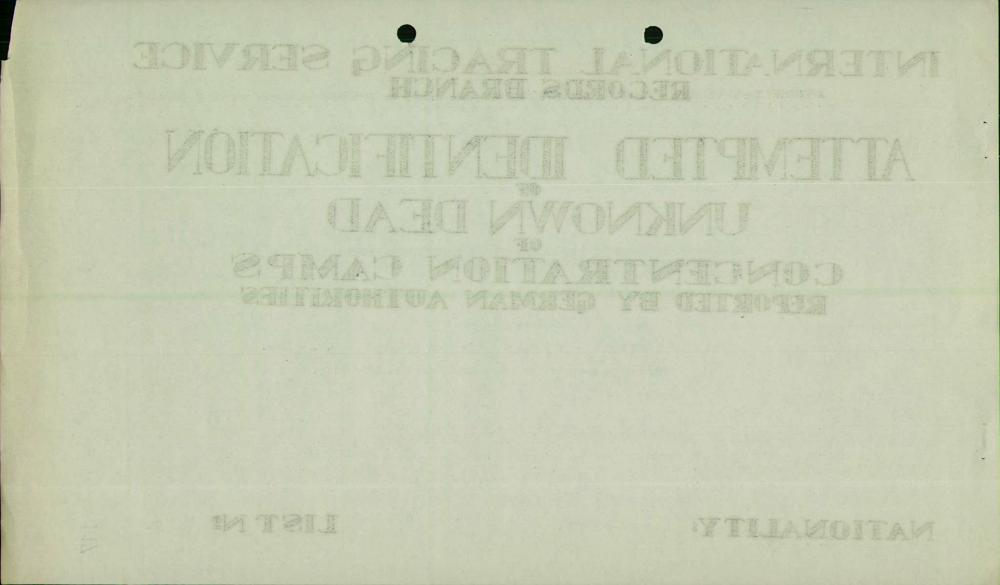 INTERNATIONAL TRACING SERVICE
RECORDS BRANCH
ATTEMPTED IDENTIFICATION
OF
UNKNOWN DEAD
OF
CONCENTRATION CAMPS
REPORTED BY GERMAN AUTHORITIES
NATIONALITY: LIST Nº